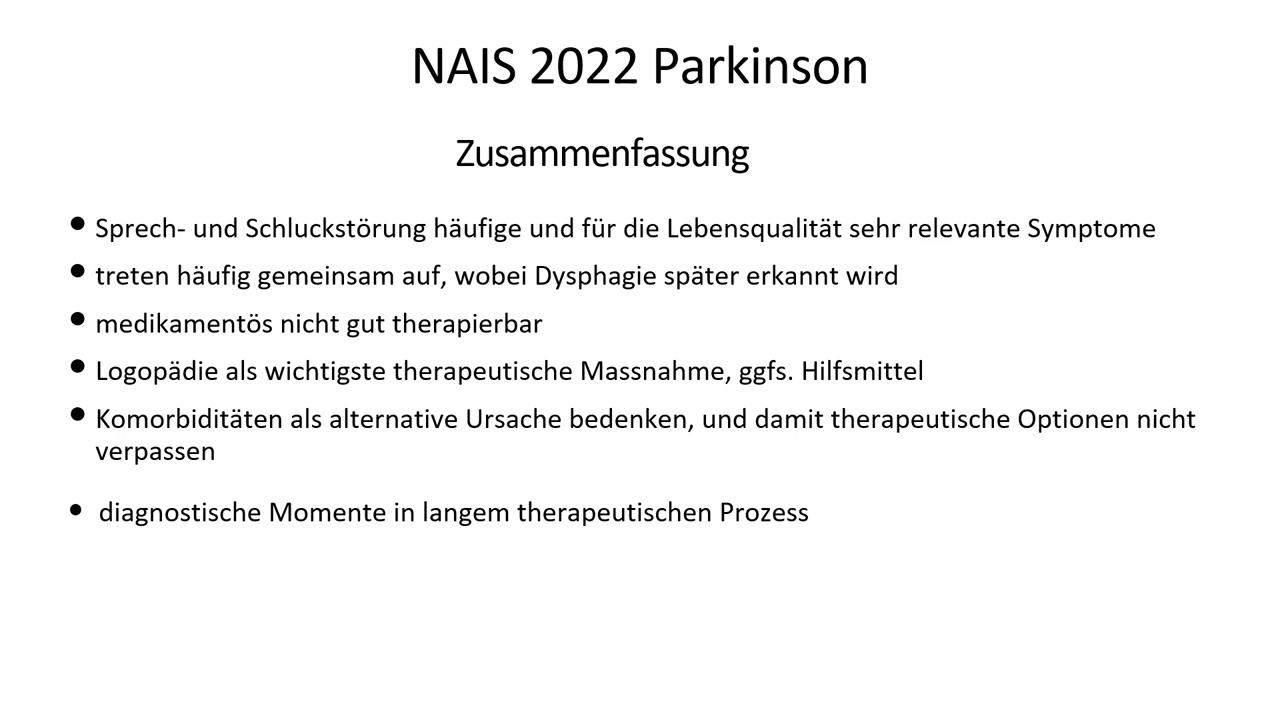 NAIS 2022 Parkinson
Zusammenfassung
• Sprech- und Schluckstörung häufige und für die Lebensqualität sehr relevante Symptome
• treten häufig gemeinsam auf, wobei Dysphagie später erkannt wird
• medikamentös nicht gut therapierbar
• Logopädie als wichtigste therapeutische Massnahme, ggfs. Hilfsmittel
• Komorbiditäten als alternative Ursache bedenken, und damit therapeutische Optionen nicht
verpassen
• diagnostische Momente in langem therapeutischen Prozess